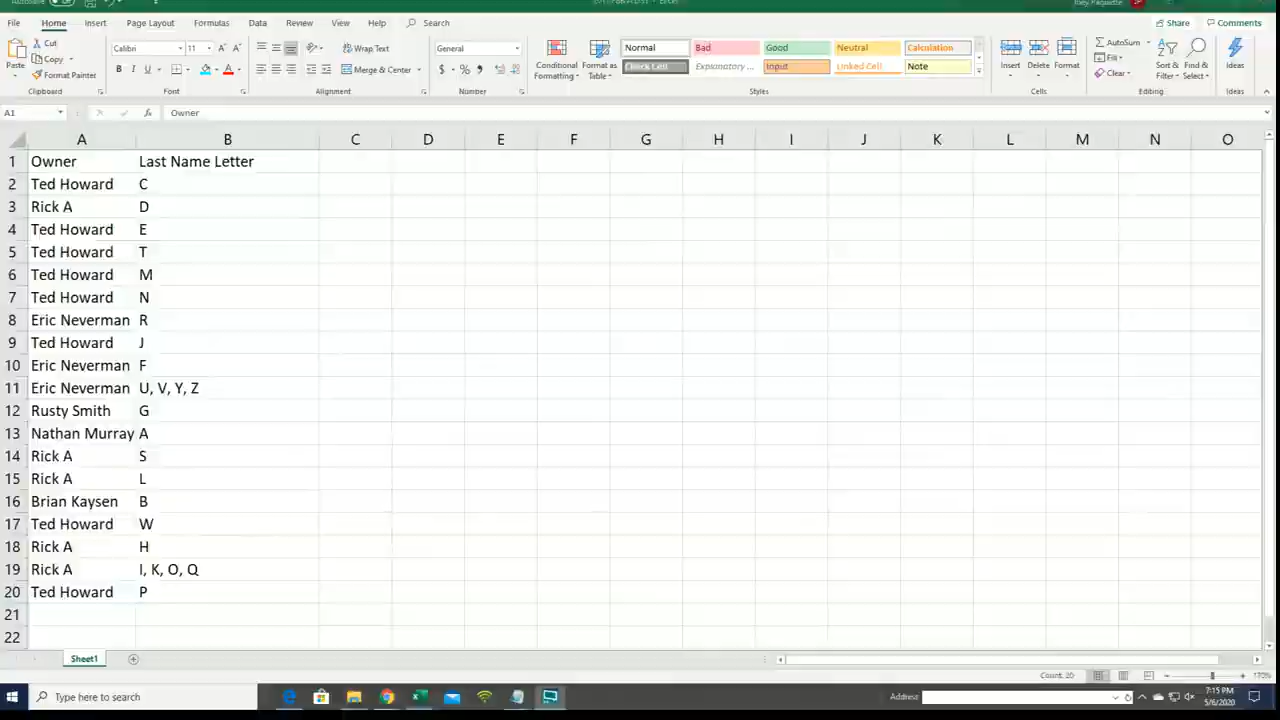 File Home Insert Page Layout Formulas Data Review View Help Search Share Comments
Cut Calibri 11 Wrap Text General Normal Bad Good Neutral Calculation AutoSum
Copy Fill
Paste Format Painter Merge & Center Conditional Formatting Format as Table Check Cell Explanatory ... Input Linked Cell Note Insert Delete Format Clear Sort & Filter Find & Select Ideas
Clipboard Font Alignment Number Styles Cells Editing Ideas
A1 Owner
A B C D E F G H I J K L M N O
1 Owner Last Name Letter
2 Ted Howard C
3 Rick A D
4 Ted Howard E
5 Ted Howard T
6 Ted Howard M
7 Ted Howard N
8 Eric Neverman R
9 Ted Howard J
10 Eric Neverman F
11 Eric Neverman U, V, Y, Z
12 Rusty Smith G
13 Nathan Murray A
14 Rick A S
15 Rick A L
16 Brian Kaysen B
17 Ted Howard W
18 Rick A H
19 Rick A I, K, O, Q
20 Ted Howard P
21
22
Sheet1
Count: 20 170%
Type here to search Address 7:15 PM
5/6/2020